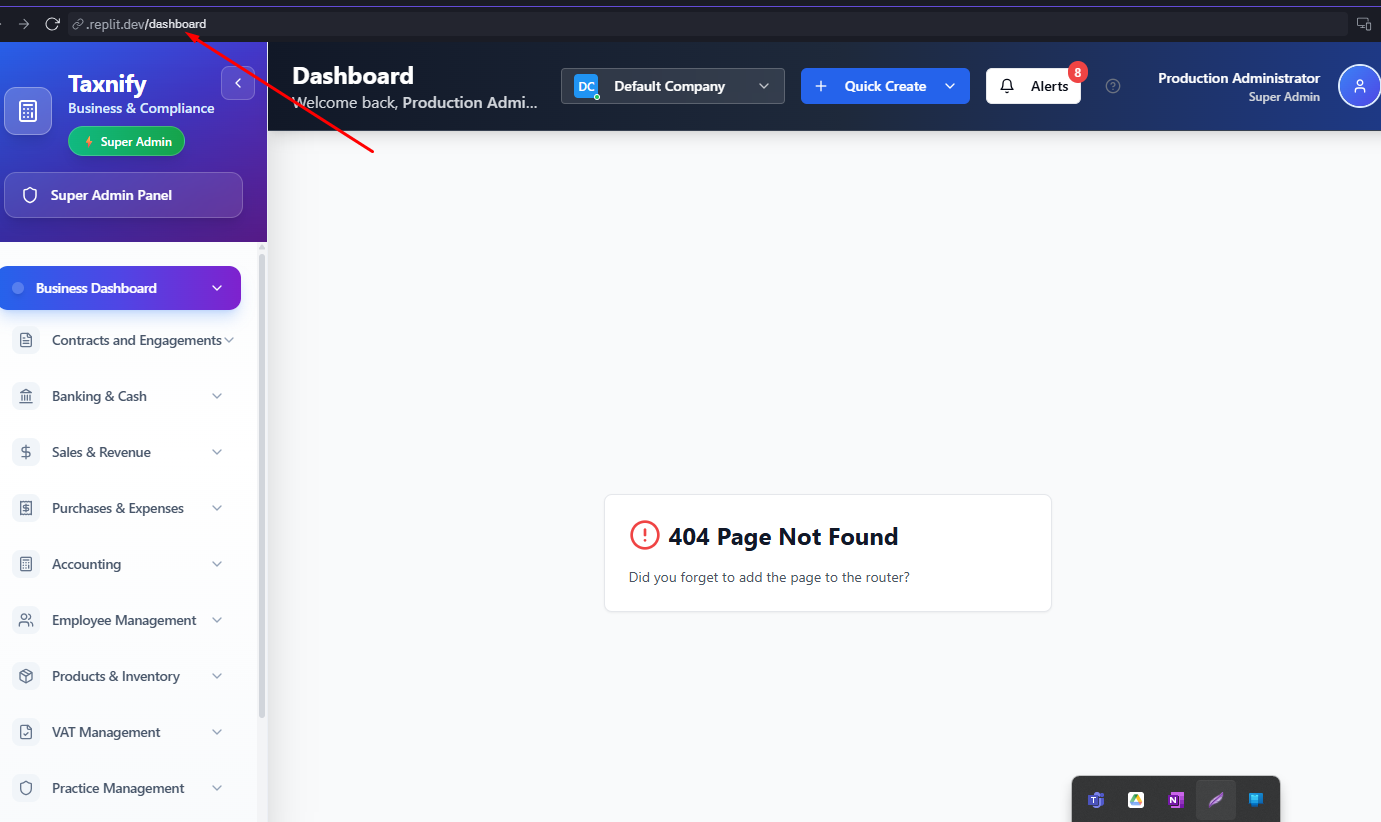 .replit.dev/dashboard
Taxnify
Business & Compliance
Super Admin
Super Admin Panel
Dashboard
Welcome back, Production Admi...
DC Default Company
Quick Create
Alerts 8
Production Administrator
Super Admin
Business Dashboard
Contracts and Engagements
Banking & Cash
Sales & Revenue
Purchases & Expenses
Accounting
Employee Management
Products & Inventory
VAT Management
Practice Management
404 Page Not Found
Did you forget to add the page to the router?